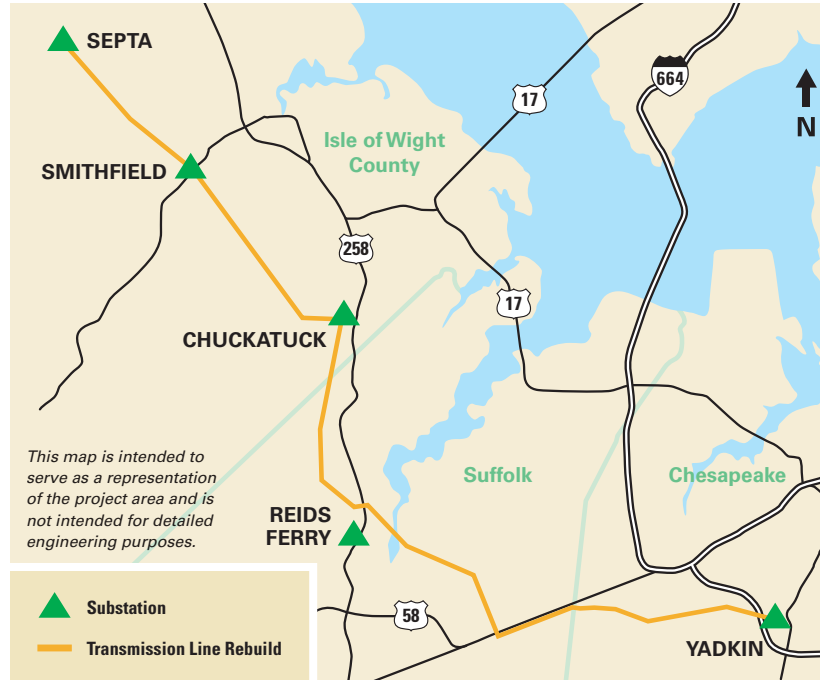 SEPTA
17
664
N
Isle of Wight
County
SMITHFIELD
258
17
CHUCKATUCK
This map is intended to
serve as a representation
of the project area and is
not intended for detailed
engineering purposes.
Suffolk
Chesapeake
REIDS
FERRY
58
YADKIN
Substation
Transmission Line Rebuild